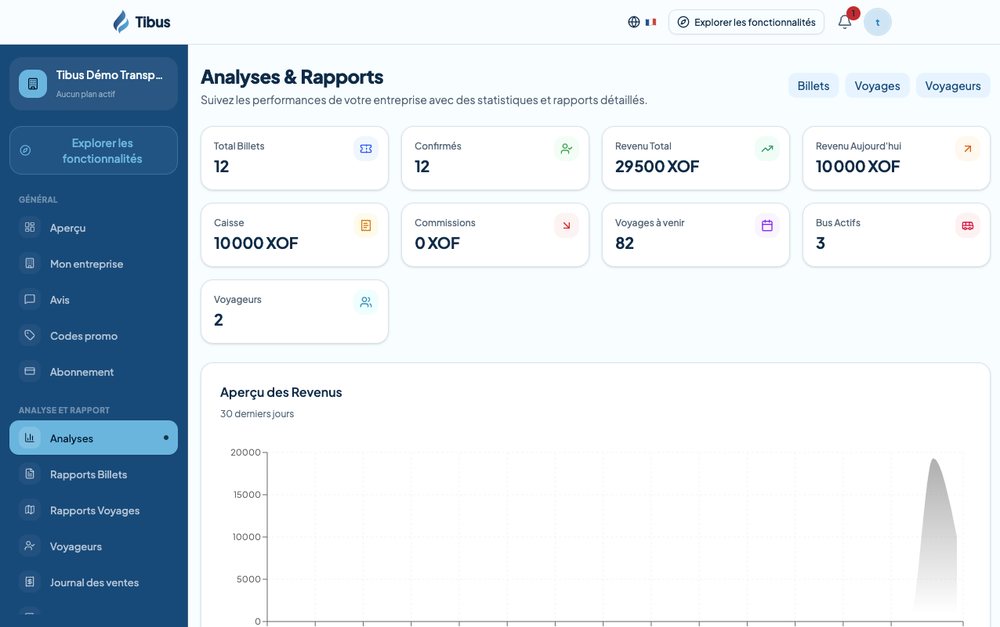 Tibus
Explorer les fonctionnalités
1
t
Tibus Démo Transp...
Aucun plan actif
Explorer les
fonctionnalités
GÉNÉRAL
Aperçu
Mon entreprise
Avis
Codes promo
Abonnement
ANALYSE ET RAPPORT
Analyses
Rapports Billets
Rapports Voyages
Voyageurs
Journal des ventes
Analyses & Rapports
Suivez les performances de votre entreprise avec des statistiques et rapports détaillés.
Billets
Voyages
Voyageurs
Total Billets
12
Confirmés
12
Revenu Total
29 500 XOF
Revenu Aujourd'hui
10 000 XOF
Caisse
10 000 XOF
Commissions
0 XOF
Voyages à venir
82
Bus Actifs
3
Voyageurs
2
Aperçu des Revenus
30 derniers jours
20000
15000
10000
5000
0